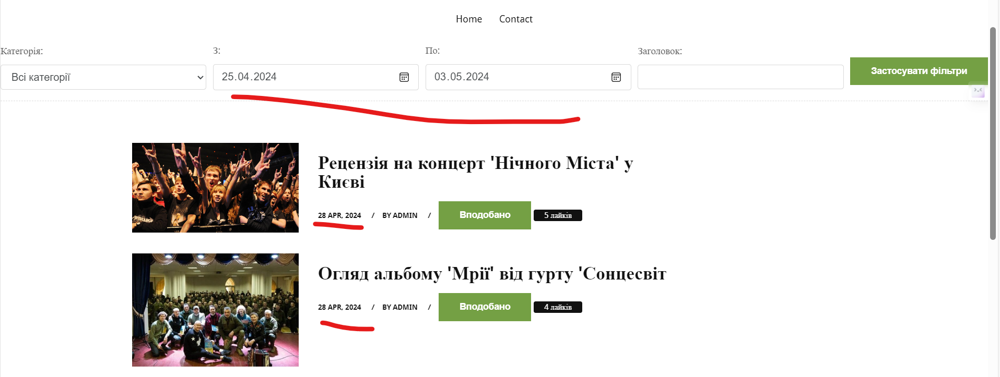 Home Contact
Категорія: З: По: Заголовок:
Всі категорії 25.04.2024 03.05.2024 Застосувати фільтри
Рецензія на концерт 'Нічного Міста' у
Києві
28 APR, 2024 / BY ADMIN / Вподобано 5 лайків
Огляд альбому 'Мрії' від гурту 'Сонцесвіт
28 APR, 2024 / BY ADMIN / Вподобано 4 лайків